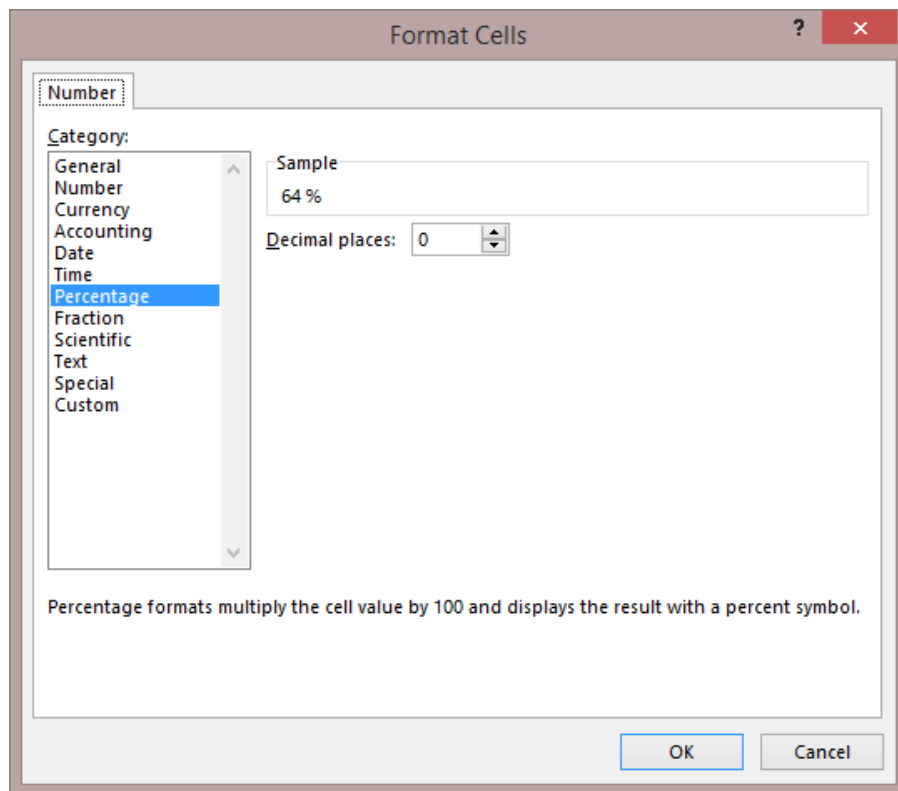 Format Cells
?
Number
Category:
General
Number
Currency
Accounting
Date
Time
Percentage
Fraction
Scientific
Text
Special
Custom
Sample
64 %
Decimal places: 0
Percentage formats multiply the cell value by 100 and displays the result with a percent symbol.
OK
Cancel